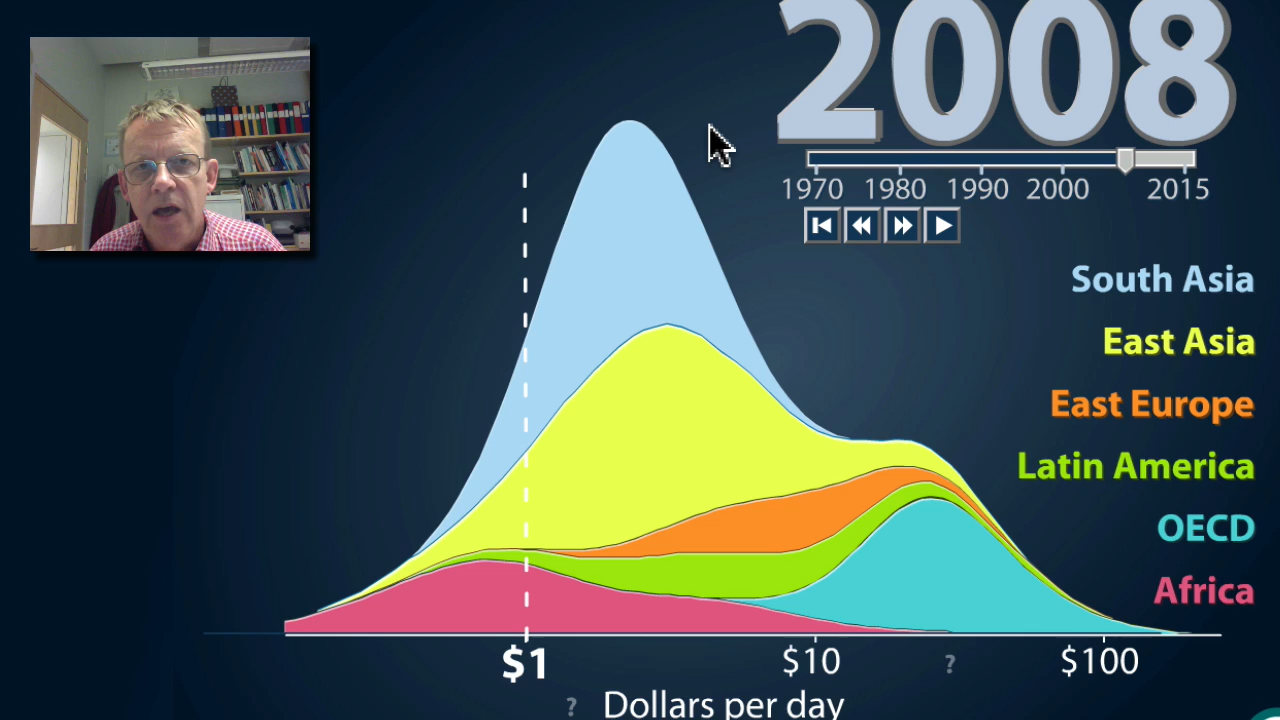 2008
1970 1980 1990 2000 2015
South Asia
East Asia
East Europe
Latin America
OECD
Africa
$1 $10 ? $100
? Dollars per day